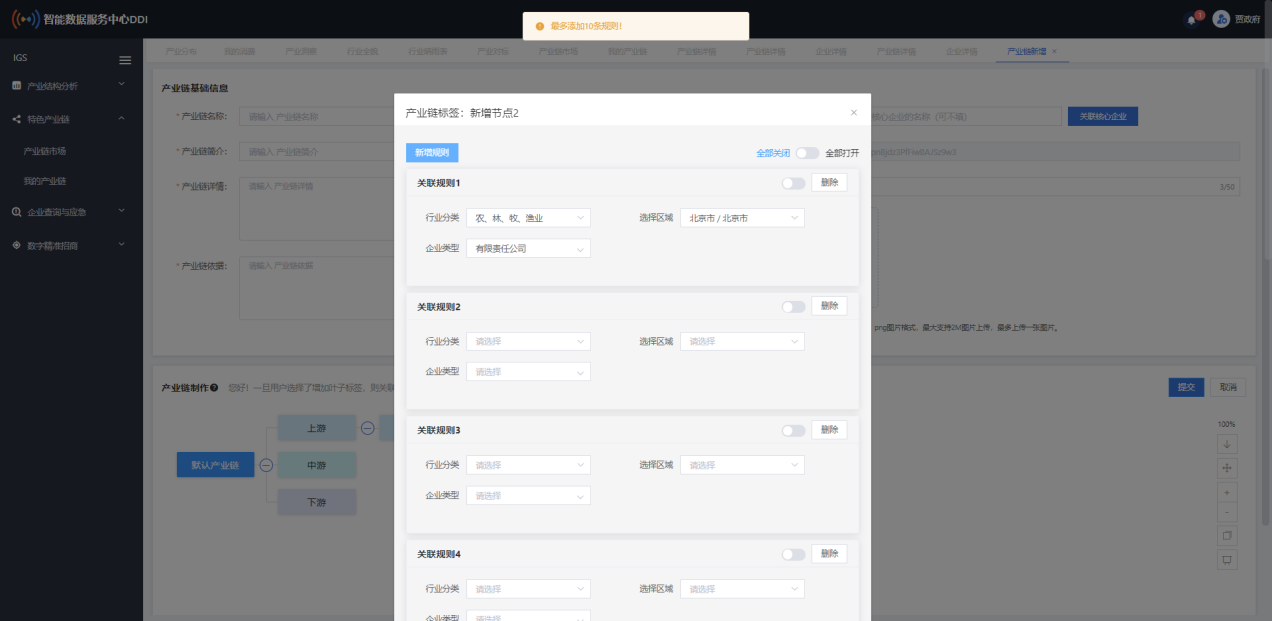 智能数据服务中心DDI
最多添加10条规则!
1
贾政府
IGS
产业结构分析
特色产业链
产业链市场
我的产业链
企业查询与应急
数字精准招商
产业分布
产业洞察
行业全貌
产业对标
产业链市场
我的产业链
产业链详情
产业链详情
企业详情
产业链详情
企业详情
产业链新增 ×
产业链基础信息
* 产业链名称: 请输入 产业链名称
核心企业的名称（可不填）
关联核心企业
* 产业链简介: 请输入 产业链简介
* 产业链详情: 请输入 产业链详情
3/50
* 产业链依据: 请输入 产业链依据
png图片格式，最大支持2M图片上传，最多上传一张图片。
产业链制作 您好！一旦用户选择了增加叶子标签，则关联
提交
取消
默认产业链
上游
中游
下游
100%
产业链标签：新增节点2
×
新增规则
全部关闭
全部打开
关联规则1
删除
行业分类 农、林、牧、渔业
选择区域 北京市 / 北京市
企业类型 有限责任公司
关联规则2
删除
行业分类 请选择
选择区域 请选择
企业类型 请选择
关联规则3
删除
行业分类 请选择
选择区域 请选择
企业类型 请选择
关联规则4
删除
行业分类 请选择
选择区域 请选择
企业类型 请选择